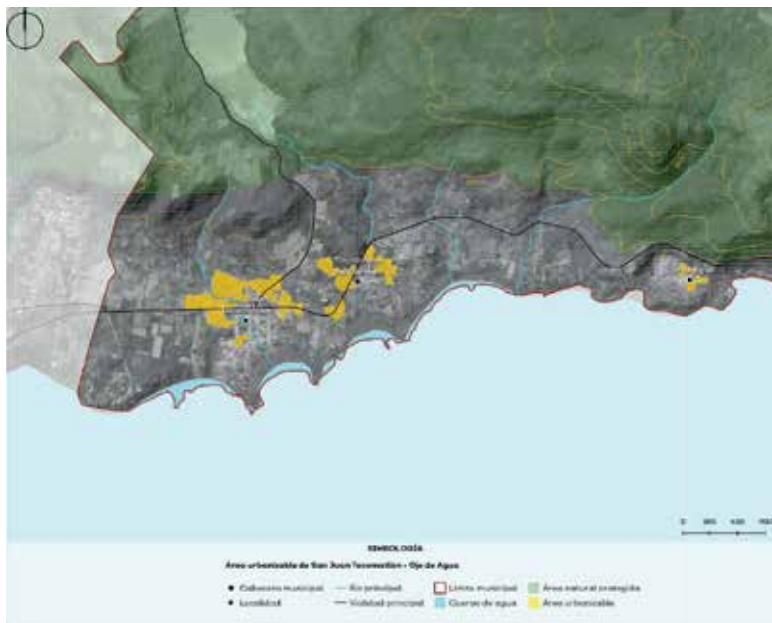 SIMBOLOGÍA
Área urbanizable de San Juan Tecomatlán - Ojo de Agua
Cabecera municipal
Río principal
Límite municipal
Área natural protegida
Localidad
Vialidad principal
Cuerpo de agua
Área urbanizable
0